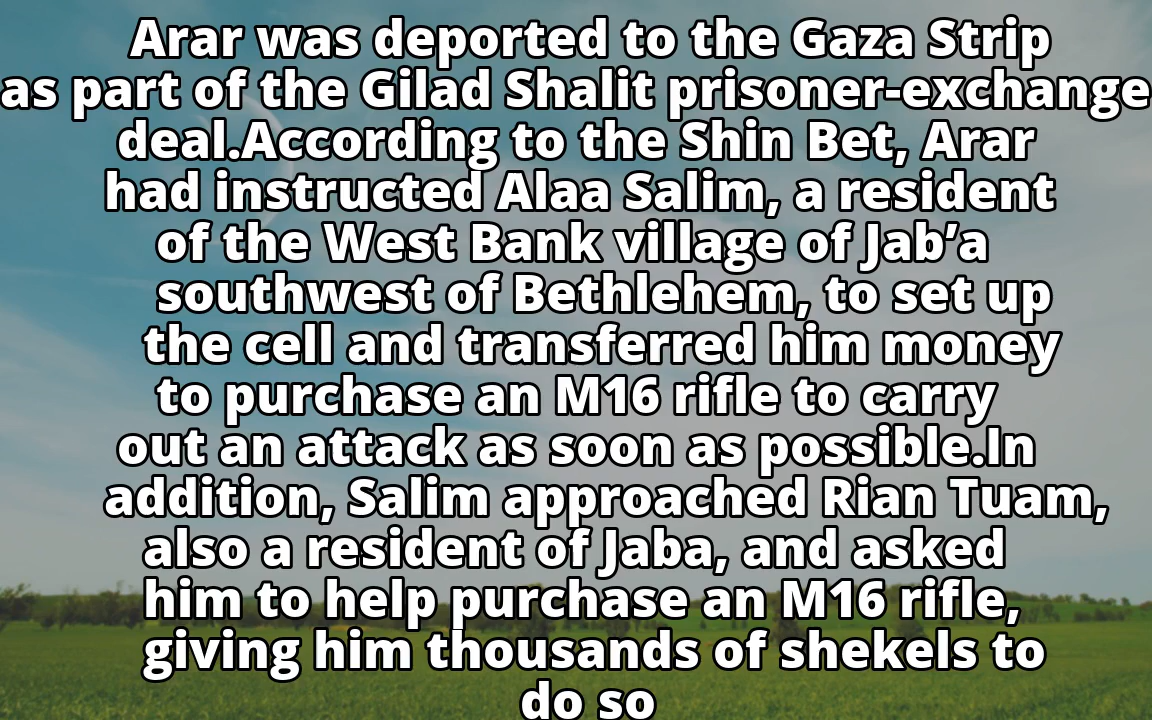 Arar was deported to the Gaza Strip
as part of the Gilad Shalit prisoner-exchange
deal.According to the Shin Bet, Arar
had instructed Alaa Salim, a resident
of the West Bank village of Jab’a
southwest of Bethlehem, to set up
the cell and transferred him money
to purchase an M16 rifle to carry
out an attack as soon as possible.In
addition, Salim approached Rian Tuam,
also a resident of Jaba, and asked
him to help purchase an M16 rifle,
giving him thousands of shekels to
do so